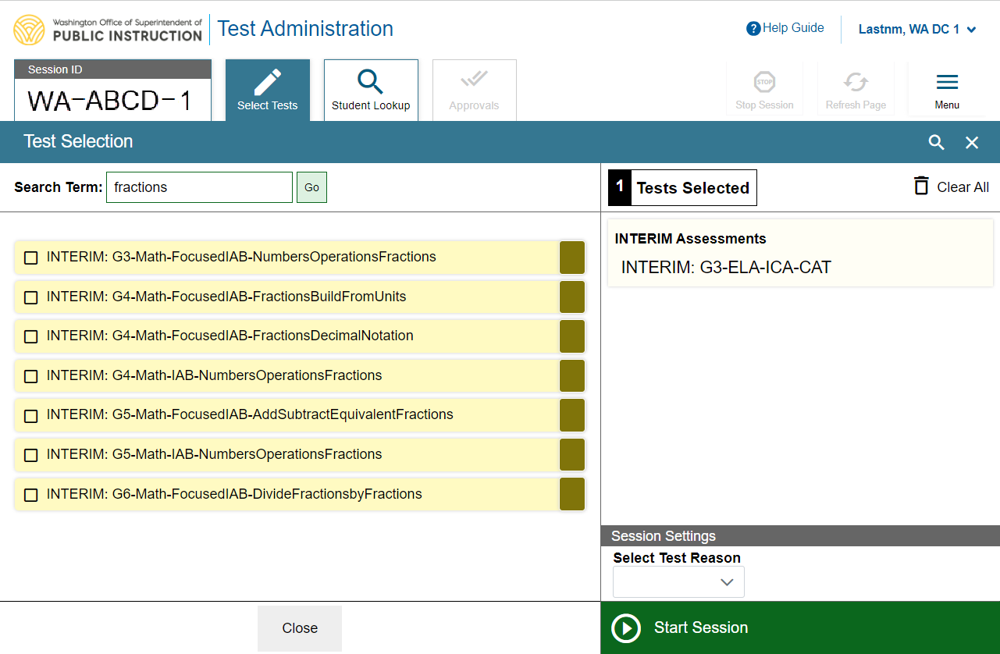 Washington Office of Superintendent of
PUBLIC INSTRUCTION
Test Administration
? Help Guide
Lastnm, WA DC 1
Session ID
WA-ABCD-1
Select Tests
Student Lookup
Approvals
STOP
Stop Session
Refresh Page
Menu
Test Selection
Search Term: fractions Go
1 Tests Selected
Clear All
INTERIM: G3-Math-FocusedIAB-NumbersOperationsFractions
INTERIM: G4-Math-FocusedIAB-FractionsBuildFromUnits
INTERIM: G4-Math-FocusedIAB-FractionsDecimalNotation
INTERIM: G4-Math-IAB-NumbersOperationsFractions
INTERIM: G5-Math-FocusedIAB-AddSubtractEquivalentFractions
INTERIM: G5-Math-IAB-NumbersOperationsFractions
INTERIM: G6-Math-FocusedIAB-DivideFractionsbyFractions
INTERIM Assessments
INTERIM: G3-ELA-ICA-CAT
Session Settings
Select Test Reason
Close
Start Session